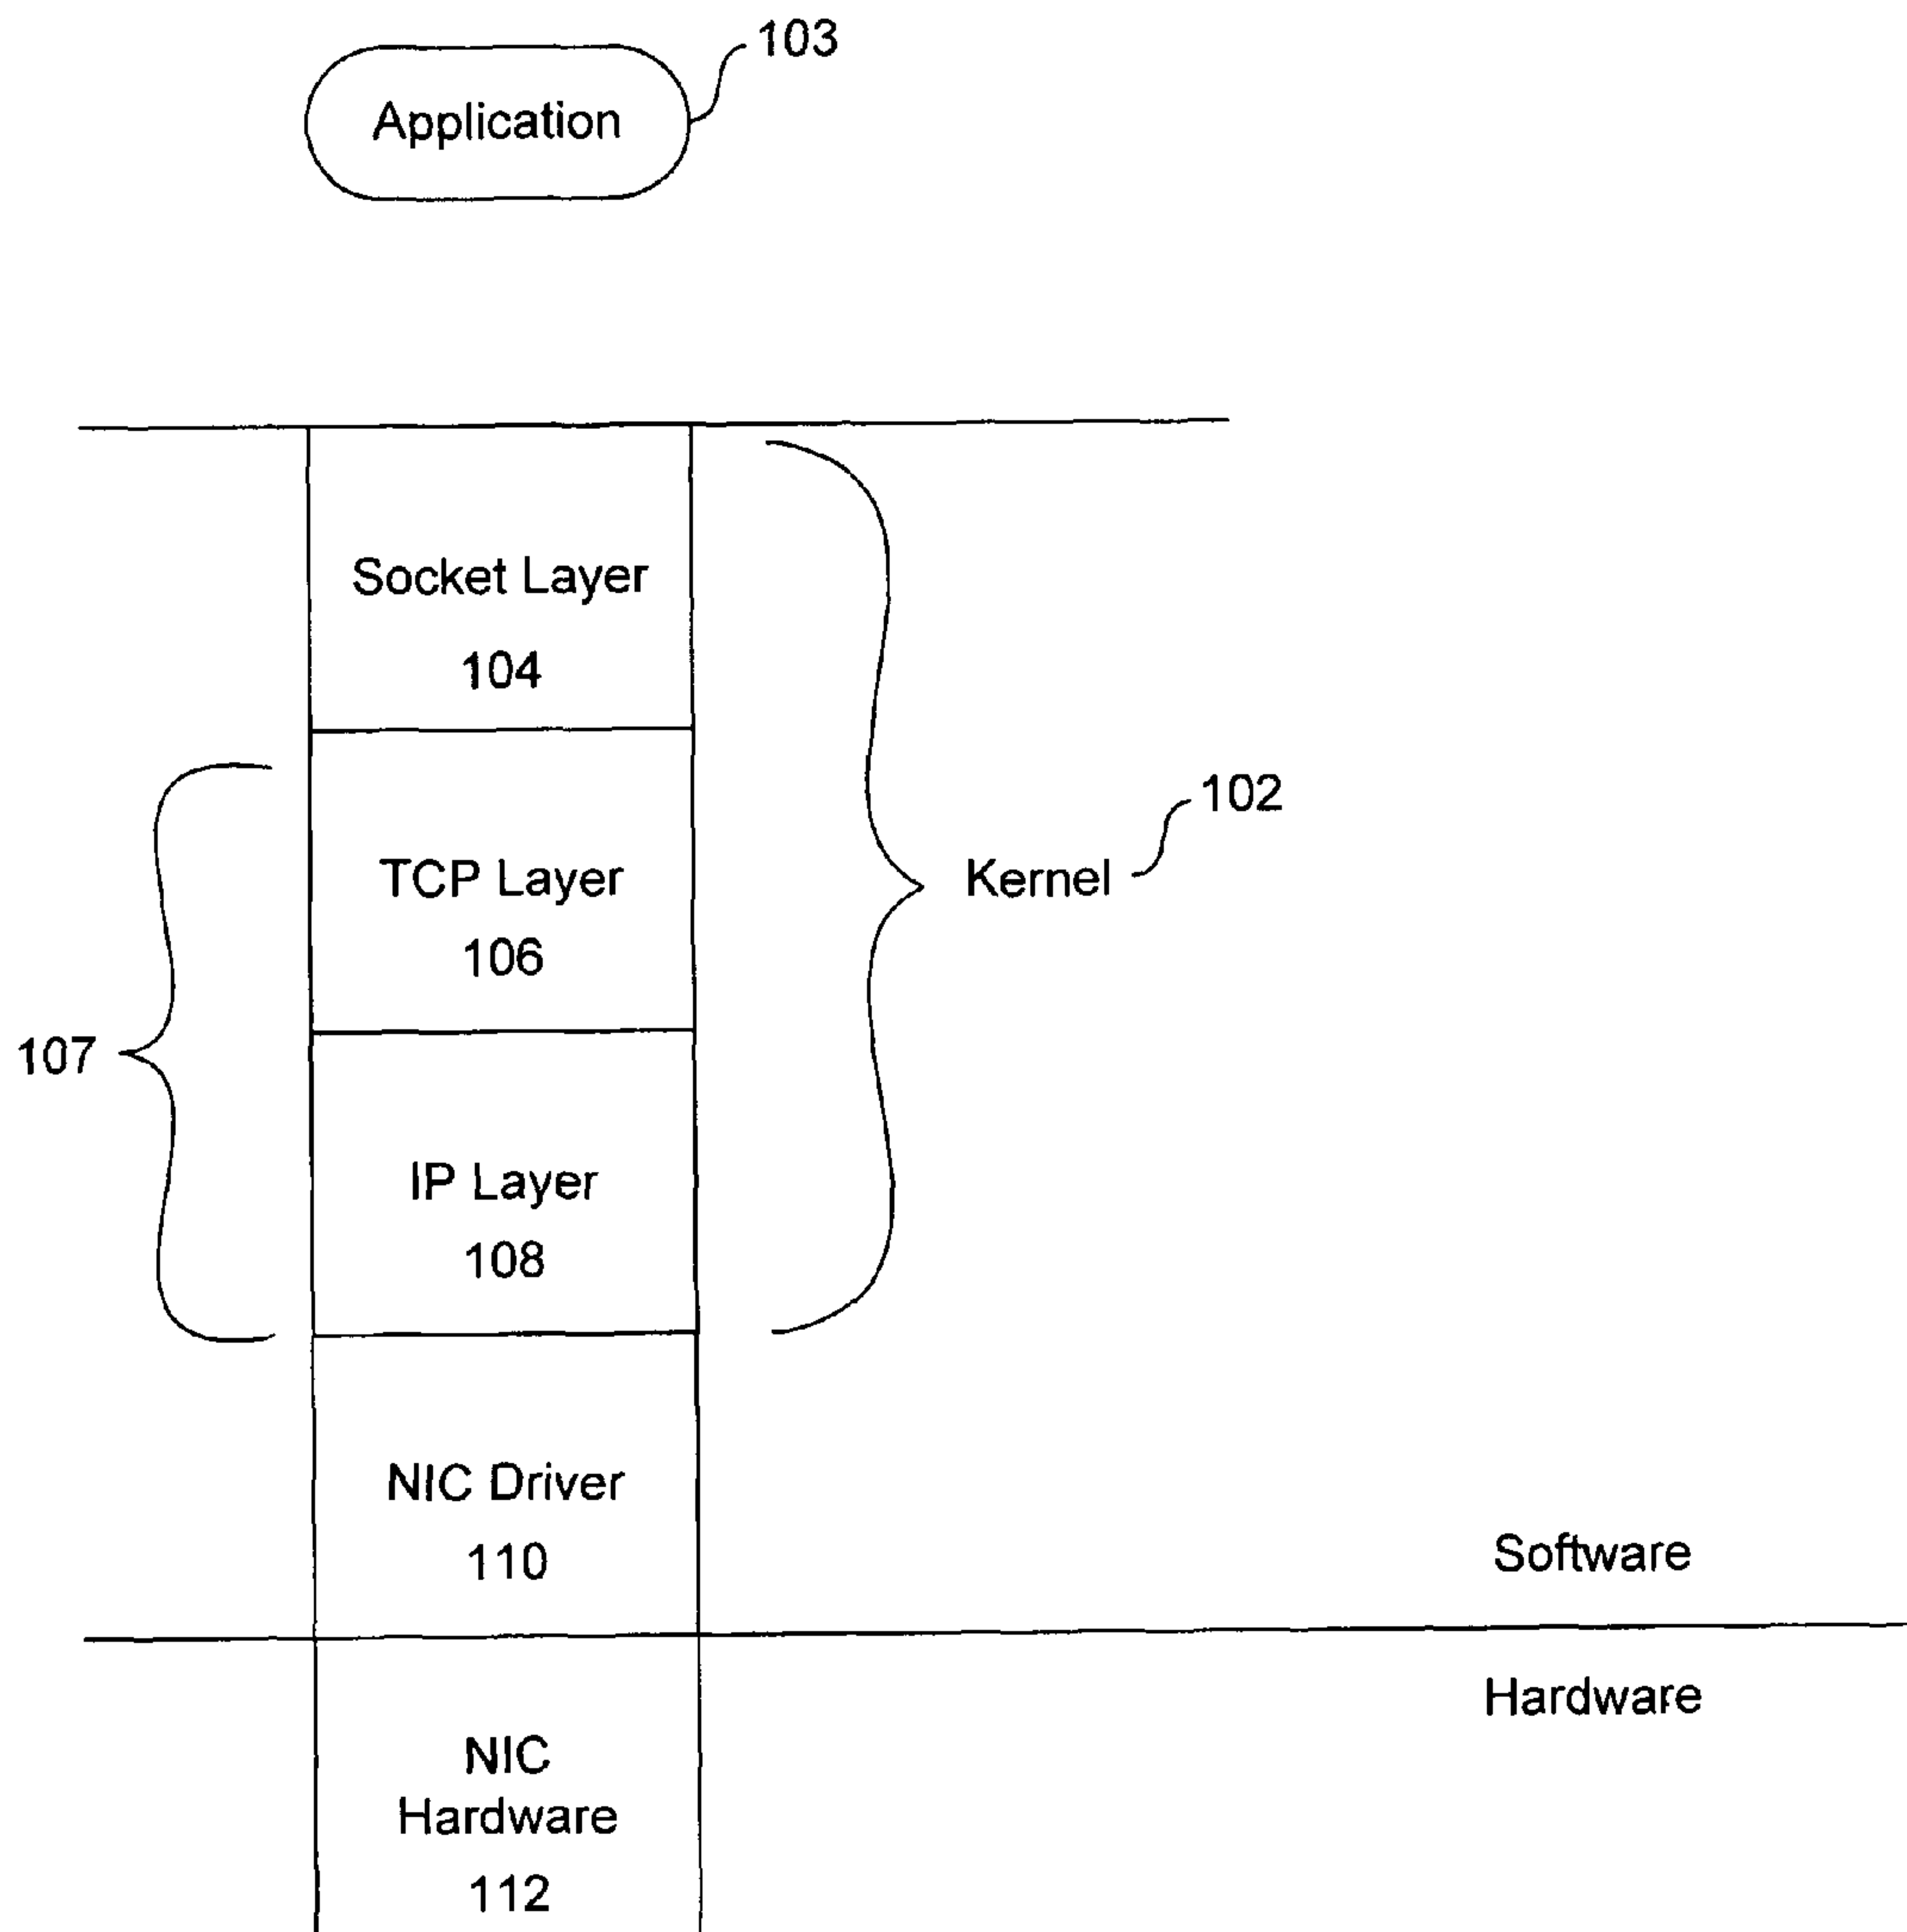 103
Application
Socket Layer
104
102
TCP Layer
Kernel
106
107
IP Layer
108
NIC Driver
110
Software
Hardware
NIC
Hardware
112